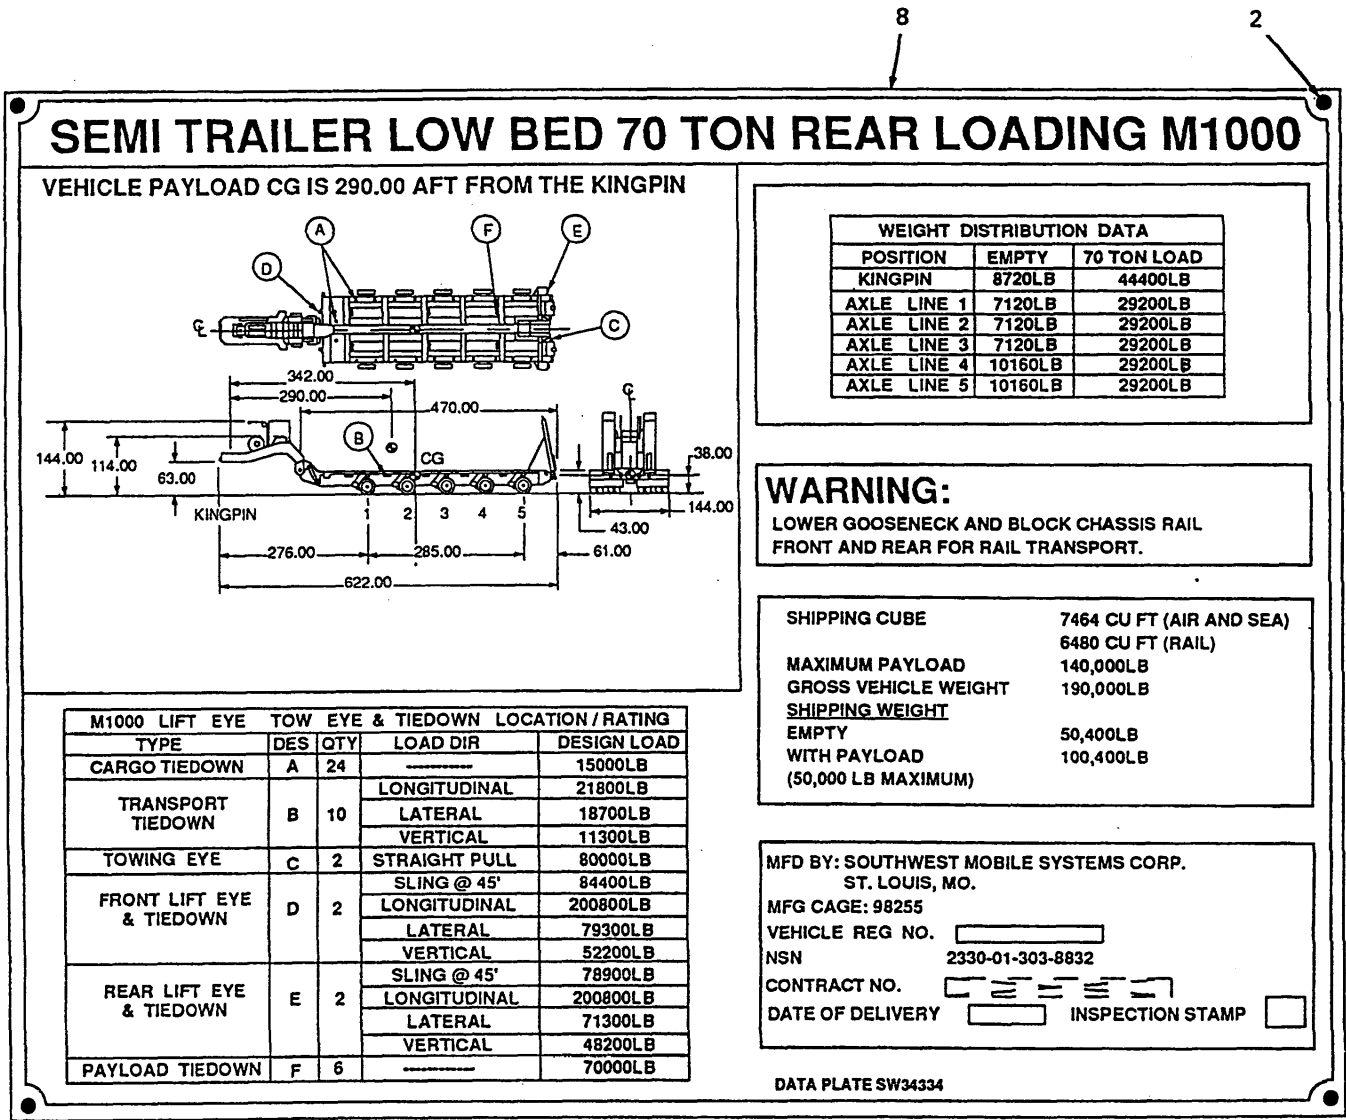 8 2
SEMI TRAILER LOW BED 70 TON REAR LOADING M1000
VEHICLE PAYLOAD CG IS 290.00 AFT FROM THE KINGPIN
A F E
D
C
℄
342.00
290.00
470.00
℄
B
CG
144.00 114.00 63.00
38.00
KINGPIN 1 2 3 4 5
144.00
43.00
276.00 285.00 61.00
622.00
WEIGHT DISTRIBUTION DATA
POSITION EMPTY 70 TON LOAD
KINGPIN 8720LB 44400LB
AXLE LINE 1 7120LB 29200LB
AXLE LINE 2 7120LB 29200LB
AXLE LINE 3 7120LB 29200LB
AXLE LINE 4 10160LB 29200LB
AXLE LINE 5 10160LB 29200LB
WARNING:
LOWER GOOSENECK AND BLOCK CHASSIS RAIL
FRONT AND REAR FOR RAIL TRANSPORT.
SHIPPING CUBE 7464 CU FT (AIR AND SEA)
6480 CU FT (RAIL)
MAXIMUM PAYLOAD 140,000LB
GROSS VEHICLE WEIGHT 190,000LB
SHIPPING WEIGHT
EMPTY 50,400LB
WITH PAYLOAD 100,400LB
(50,000 LB MAXIMUM)
M1000 LIFT EYE TOW EYE & TIEDOWN LOCATION / RATING
TYPE DES QTY LOAD DIR DESIGN LOAD
CARGO TIEDOWN A 24 ----------- 15000LB
LONGITUDINAL 21800LB
TRANSPORT TIEDOWN B 10 LATERAL 18700LB
VERTICAL 11300LB
TOWING EYE C 2 STRAIGHT PULL 80000LB
SLING @ 45' 84400LB
FRONT LIFT EYE & TIEDOWN D 2 LONGITUDINAL 200800LB
LATERAL 79300LB
VERTICAL 52200LB
SLING @ 45' 78900LB
REAR LIFT EYE & TIEDOWN E 2 LONGITUDINAL 200800LB
LATERAL 71300LB
VERTICAL 48200LB
PAYLOAD TIEDOWN F 6 ----------- 70000LB
MFD BY: SOUTHWEST MOBILE SYSTEMS CORP.
ST. LOUIS, MO.
MFG CAGE: 98255
VEHICLE REG NO.
NSN 2330-01-303-8832
CONTRACT NO.
DATE OF DELIVERY INSPECTION STAMP
DATA PLATE SW34334